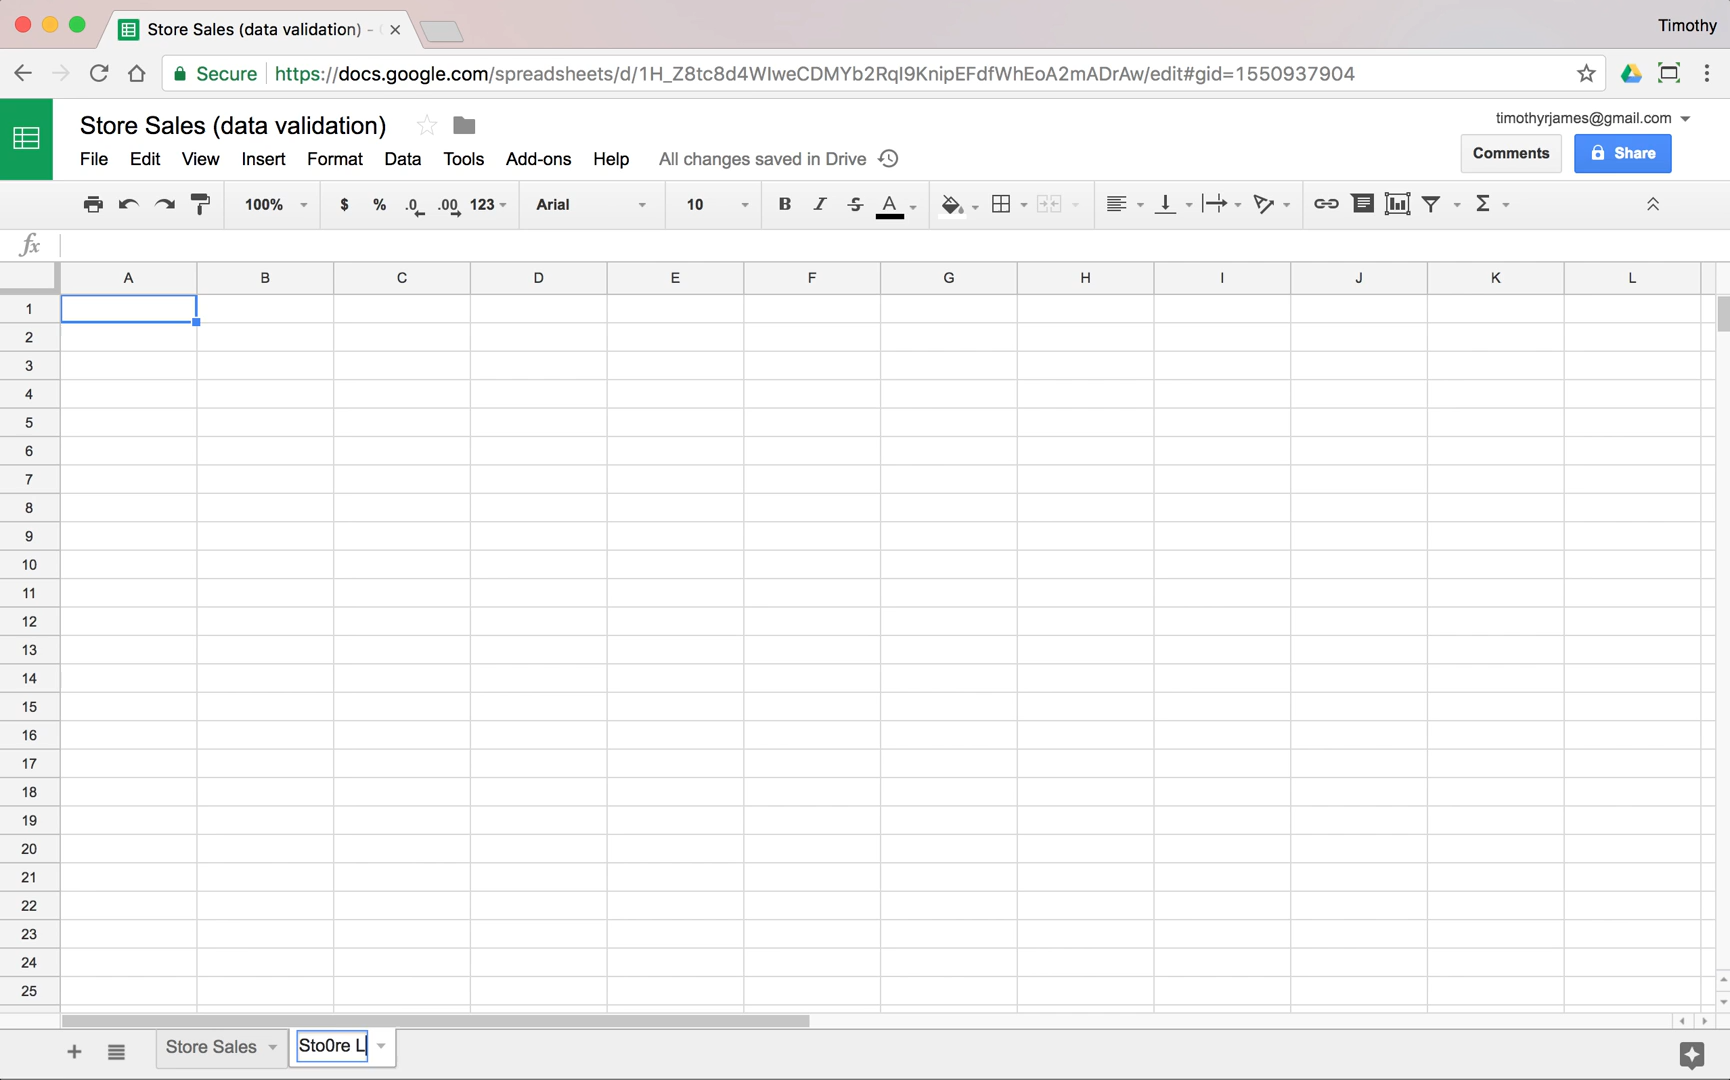 Store Sales (data validation) -
Timothy
Secure
https://docs.google.com/spreadsheets/d/1H_Z8tc8d4WIweCDMYb2RqI9KnipEFdfWhEoA2mADrAw/edit#gid=1550937904
Store Sales (data validation)
timothyrjames@gmail.com
File Edit View Insert Format Data Tools Add-ons Help All changes saved in Drive
Comments Share
100% $ % .0 .00 123 Arial 10 B I S A Σ
fx
A B C D E F G H I J K L
1
2
3
4
5
6
7
8
9
10
11
12
13
14
15
16
17
18
19
20
21
22
23
24
25
Store Sales Sto0re L